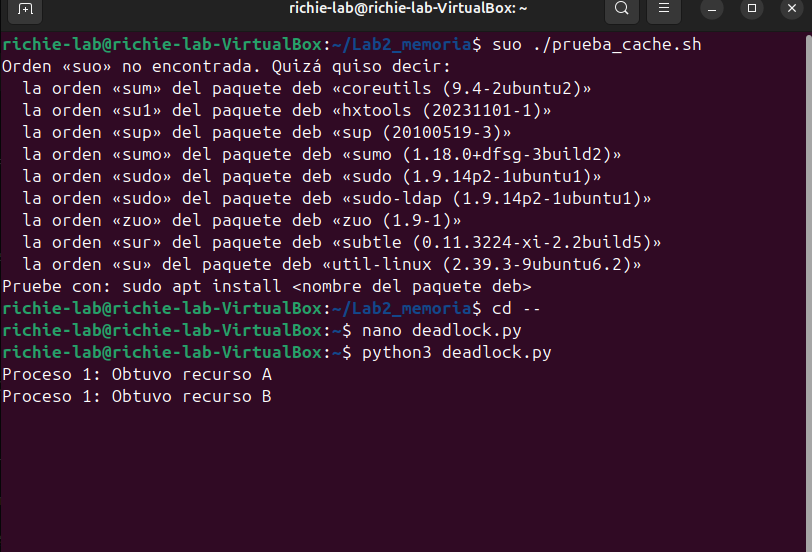 richie-lab@richie-lab-VirtualBox: ~
richie-lab@richie-lab-VirtualBox:~/Lab2_memoria$ suo ./prueba_cache.sh
Orden «suo» no encontrada. Quizá quiso decir:
  la orden «sum» del paquete deb «coreutils (9.4-2ubuntu2)»
  la orden «su1» del paquete deb «hxtools (20231101-1)»
  la orden «sup» del paquete deb «sup (20100519-3)»
  la orden «sumo» del paquete deb «sumo (1.18.0+dfsg-3build2)»
  la orden «sudo» del paquete deb «sudo (1.9.14p2-1ubuntu1)»
  la orden «sudo» del paquete deb «sudo-ldap (1.9.14p2-1ubuntu1)»
  la orden «zuo» del paquete deb «zuo (1.9-1)»
  la orden «sur» del paquete deb «subtle (0.11.3224-xi-2.2build5)»
  la orden «su» del paquete deb «util-linux (2.39.3-9ubuntu6.2)»
Pruebe con: sudo apt install <nombre del paquete deb>
richie-lab@richie-lab-VirtualBox:~/Lab2_memoria$ cd --
richie-lab@richie-lab-VirtualBox:~$ nano deadlock.py
richie-lab@richie-lab-VirtualBox:~$ python3 deadlock.py
Proceso 1: Obtuvo recurso A
Proceso 1: Obtuvo recurso B